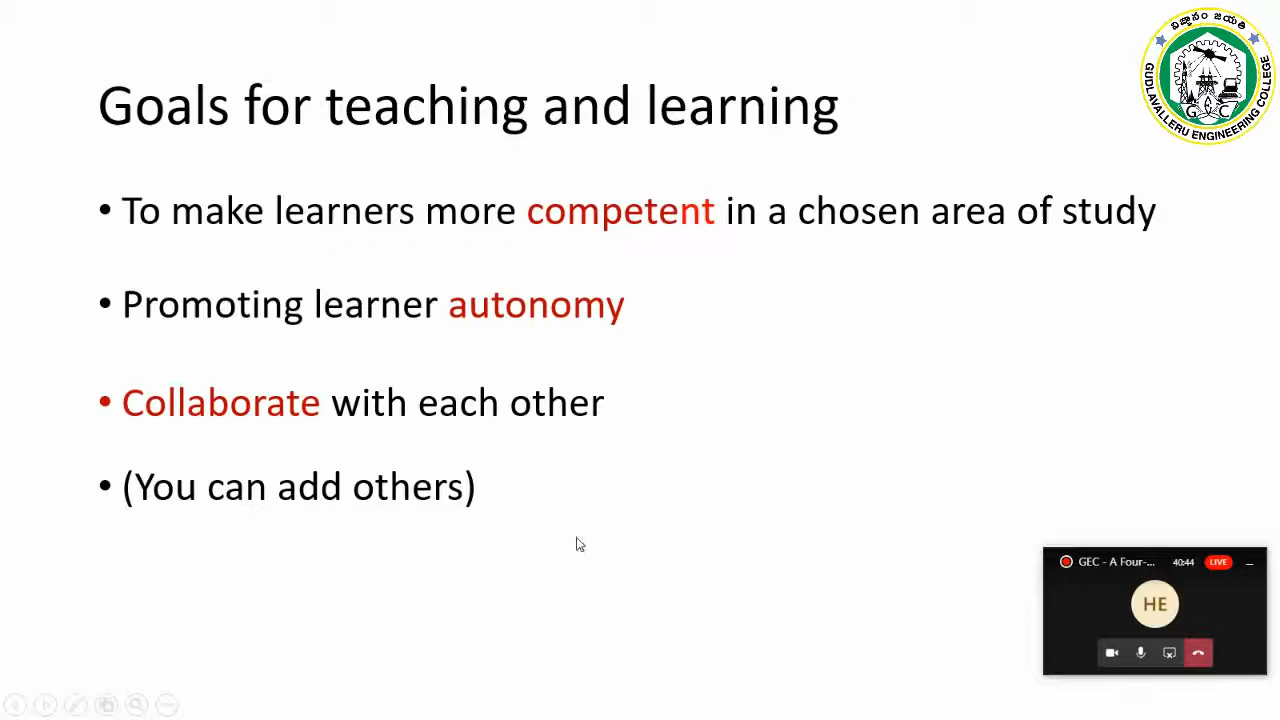 విజ్ఞానం జయతి
GUDLAVALLERU ENGINEERING COLLEGE
G C
Goals for teaching and learning
• To make learners more competent in a chosen area of study
• Promoting learner autonomy
• Collaborate with each other
• (You can add others)
GEC - A Four-... 40:44 LIVE
HE